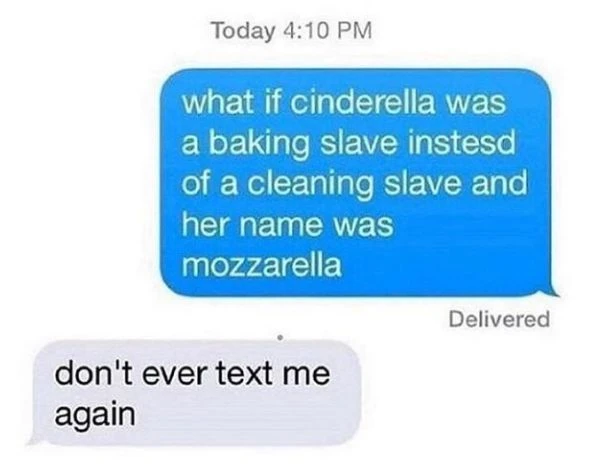 Today 4:10 PM
what if cinderella was
a baking slave instesd
of a cleaning slave and
her name was
mozzarella
Delivered
don't ever text me
again